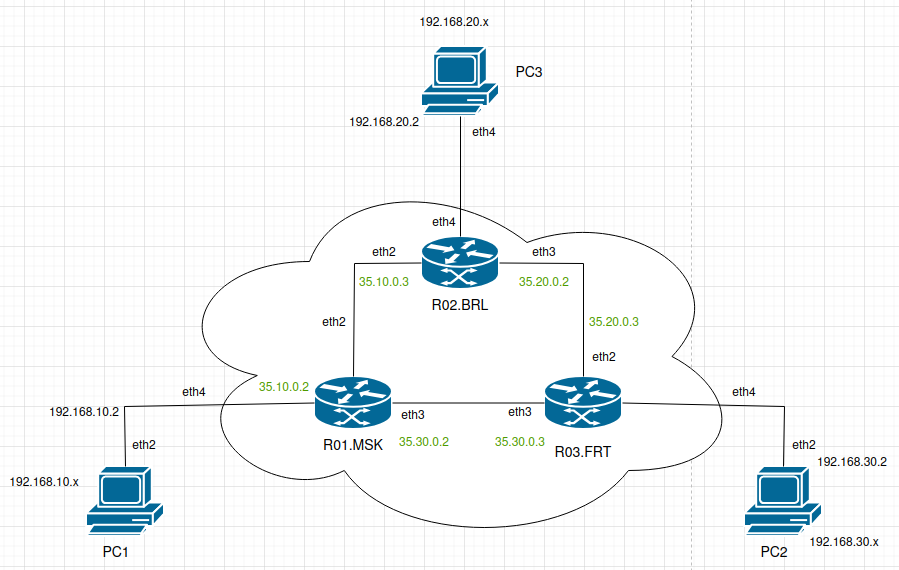 192.168.20.x
PC3
192.168.20.2
eth4
eth4
eth2
eth3
35.10.0.3
35.20.0.2
R02.BRL
eth2
35.20.0.3
eth2
35.10.0.2
eth4
eth4
192.168.10.2
eth3
eth3
35.30.0.2
35.30.0.3
R01.MSK
R03.FRT
eth2
eth2
192.168.30.2
192.168.10.x
192.168.30.x
PC1
PC2